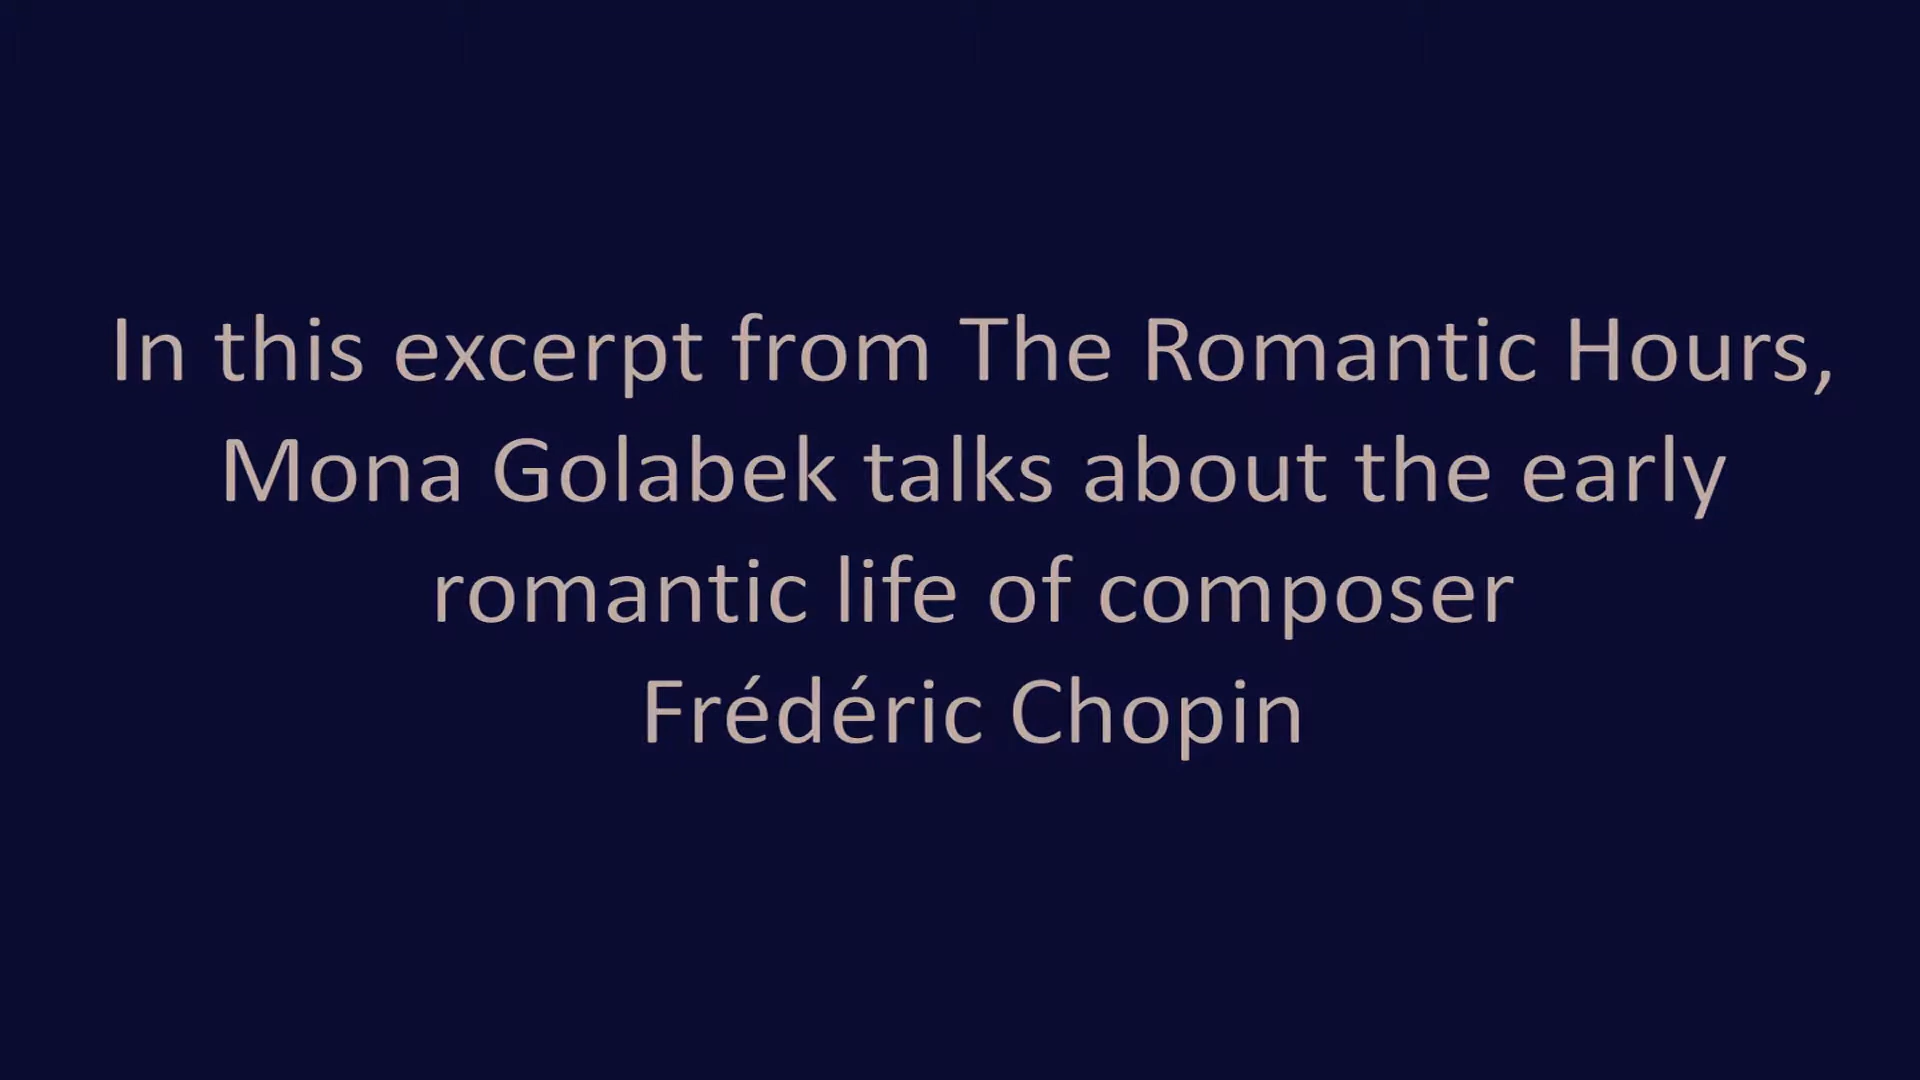 In this excerpt from The Romantic Hours,
Mona Golabek talks about the early
romantic life of composer
Frédéric Chopin